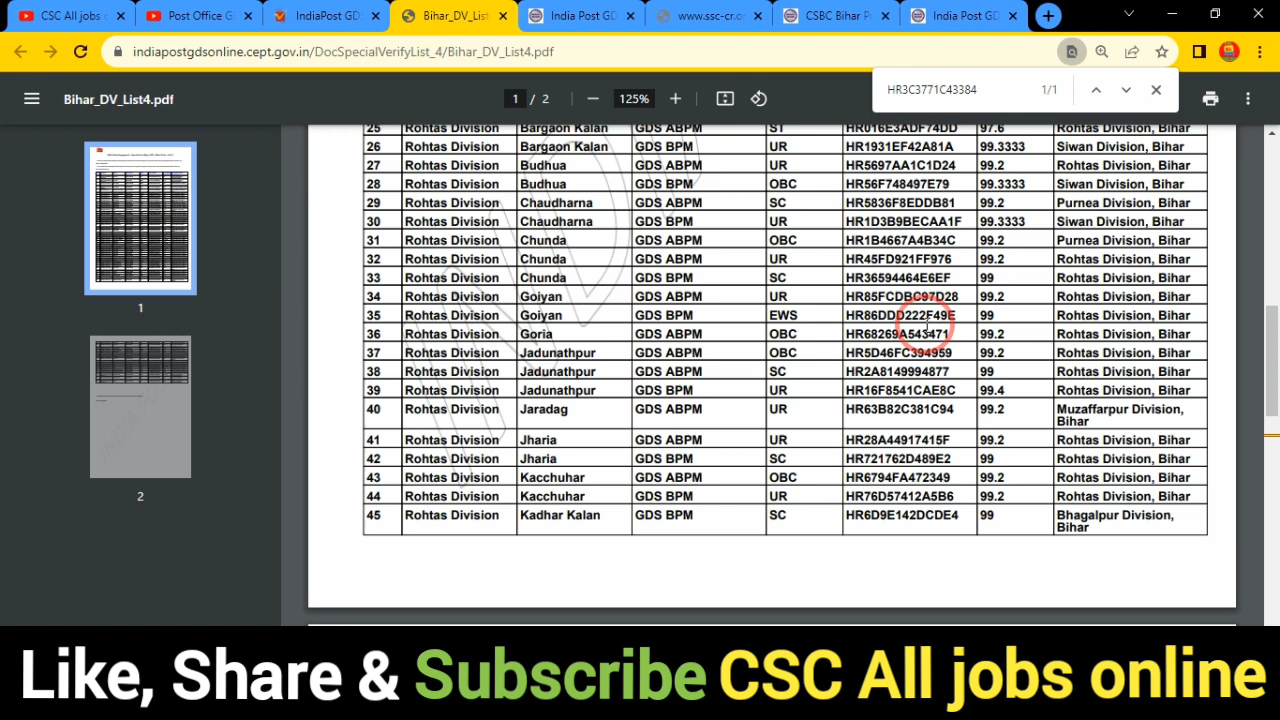 CSC All jobs o
Post Office GD
IndiaPost GDS
Bihar_DV_List
India Post GD
www.ssc-cr.o
CSBC Bihar Po
India Post GD
indiapostgdsonline.cept.gov.in/DocSpecialVerifyList_4/Bihar_DV_List4.pdf
HR3C3771C43384 1/1
Bihar_DV_List4.pdf 1 / 2 125%
25 Rohtas Division Bargaon Kalan GDS ABPM ST HR016E3ADF74DD 97.6 Rohtas Division, Bihar
26 Rohtas Division Bargaon Kalan GDS BPM UR HR1931EF42A81A 99.3333 Siwan Division, Bihar
27 Rohtas Division Budhua GDS ABPM UR HR5697AA1C1D24 99.2 Rohtas Division, Bihar
28 Rohtas Division Budhua GDS BPM OBC HR56F748497E79 99.3333 Siwan Division, Bihar
29 Rohtas Division Chaudharna GDS ABPM SC HR5836F8EDDB81 99.2 Purnea Division, Bihar
30 Rohtas Division Chaudharna GDS BPM UR HR1D3B9BECAA1F 99.3333 Siwan Division, Bihar
31 Rohtas Division Chunda GDS ABPM OBC HR1B4667A4B34C 99.2 Purnea Division, Bihar
32 Rohtas Division Chunda GDS ABPM UR HR45FD921FF976 99.2 Rohtas Division, Bihar
33 Rohtas Division Chunda GDS BPM SC HR36594464E6EF 99 Rohtas Division, Bihar
34 Rohtas Division Goiyan GDS ABPM UR HR85FCDBC97D28 99.2 Rohtas Division, Bihar
35 Rohtas Division Goiyan GDS BPM EWS HR86DDD222F49E 99 Rohtas Division, Bihar
36 Rohtas Division Goria GDS ABPM OBC HR68269A543471 99.2 Rohtas Division, Bihar
37 Rohtas Division Jadunathpur GDS ABPM OBC HR5D46FC394959 99.2 Rohtas Division, Bihar
38 Rohtas Division Jadunathpur GDS ABPM SC HR2A8149994877 99 Rohtas Division, Bihar
39 Rohtas Division Jadunathpur GDS BPM UR HR16F8541CAE8C 99.4 Rohtas Division, Bihar
40 Rohtas Division Jaradag GDS ABPM UR HR63B82C381C94 99.2 Muzaffarpur Division,
Bihar
41 Rohtas Division Jharia GDS ABPM UR HR28A44917415F 99.2 Rohtas Division, Bihar
42 Rohtas Division Jharia GDS BPM SC HR721762D489E2 99 Rohtas Division, Bihar
43 Rohtas Division Kacchuhar GDS ABPM OBC HR6794FA472349 99.2 Rohtas Division, Bihar
44 Rohtas Division Kacchuhar GDS BPM UR HR76D57412A5B6 99.2 Rohtas Division, Bihar
45 Rohtas Division Kadhar Kalan GDS BPM SC HR6D9E142DCDE4 99 Bhagalpur Division,
Bihar
1
2
Like, Share & Subscribe CSC All jobs online